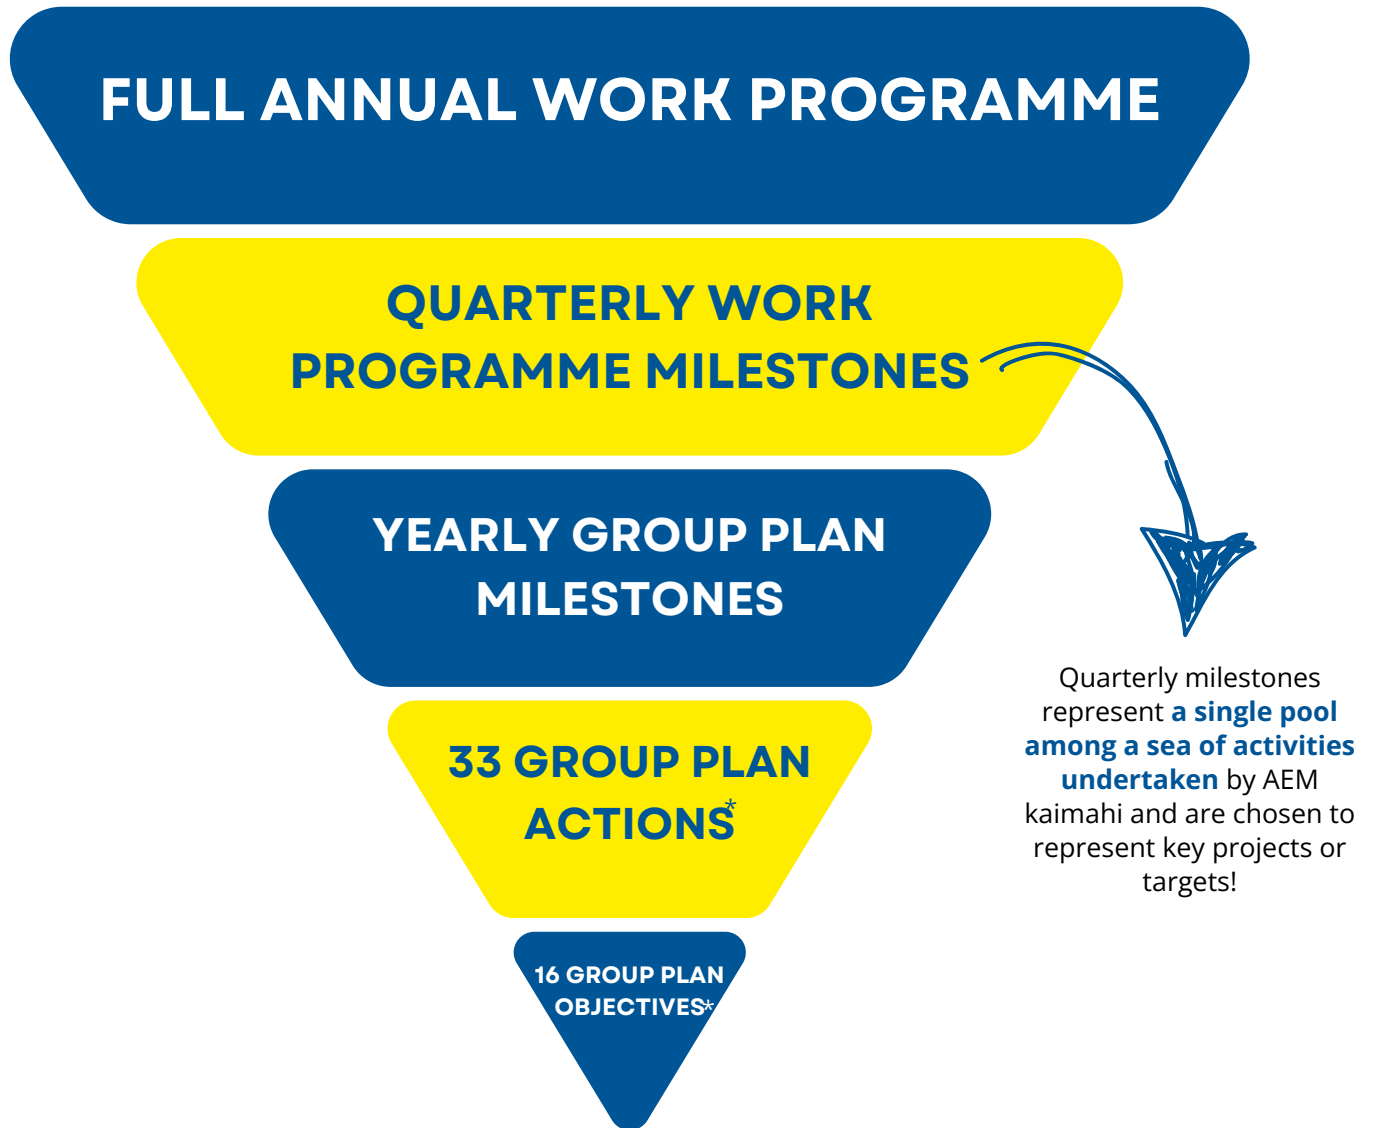 FULL ANNUAL WORK PROGRAMME
QUARTERLY WORK
PROGRAMME MILESTONES
YEARLY GROUP PLAN
MILESTONES
33 GROUP PLAN
ACTIONS*
16 GROUP PLAN
OBJECTIVES*
Quarterly milestones
represent a single pool
among a sea of activities
undertaken by AEM
kaimahi and are chosen to
represent key projects or
targets!